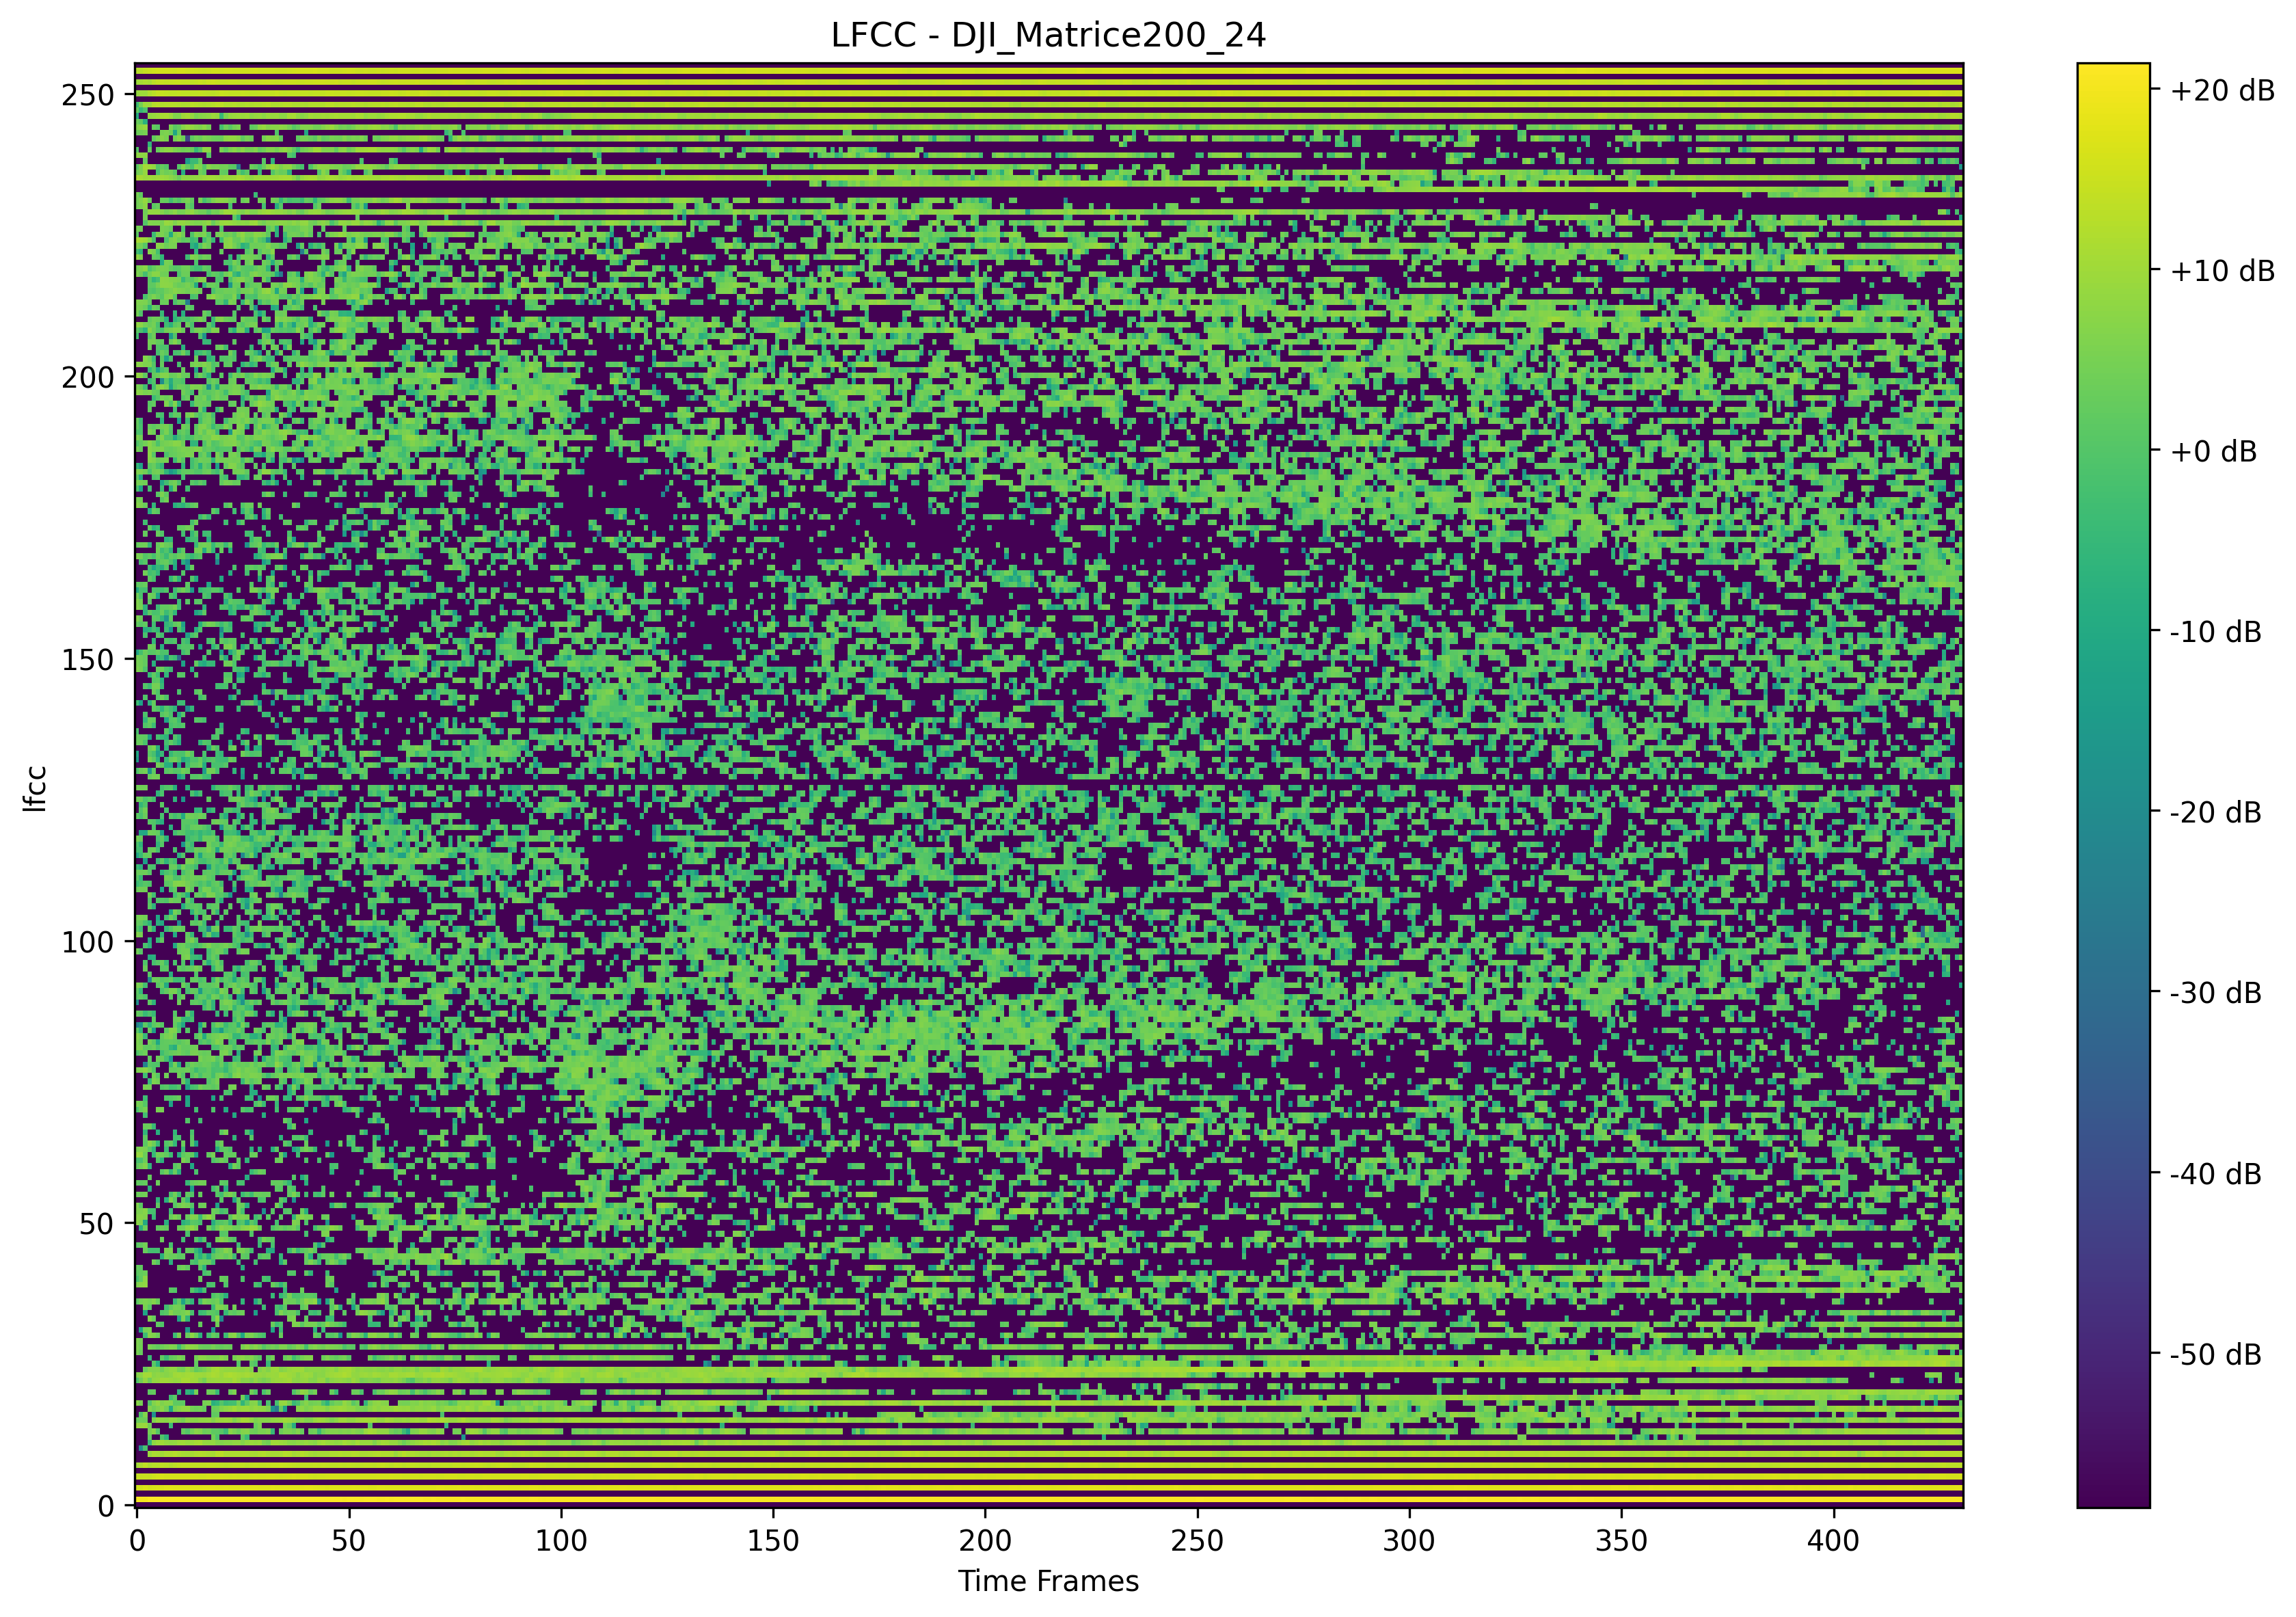 LFCC - DJI_Matrice200_24
250
200
150
100
50
0
lfcc
0 50 100 150 200 250 300 350 400
Time Frames
+20 dB
+10 dB
+0 dB
-10 dB
-20 dB
-30 dB
-40 dB
-50 dB